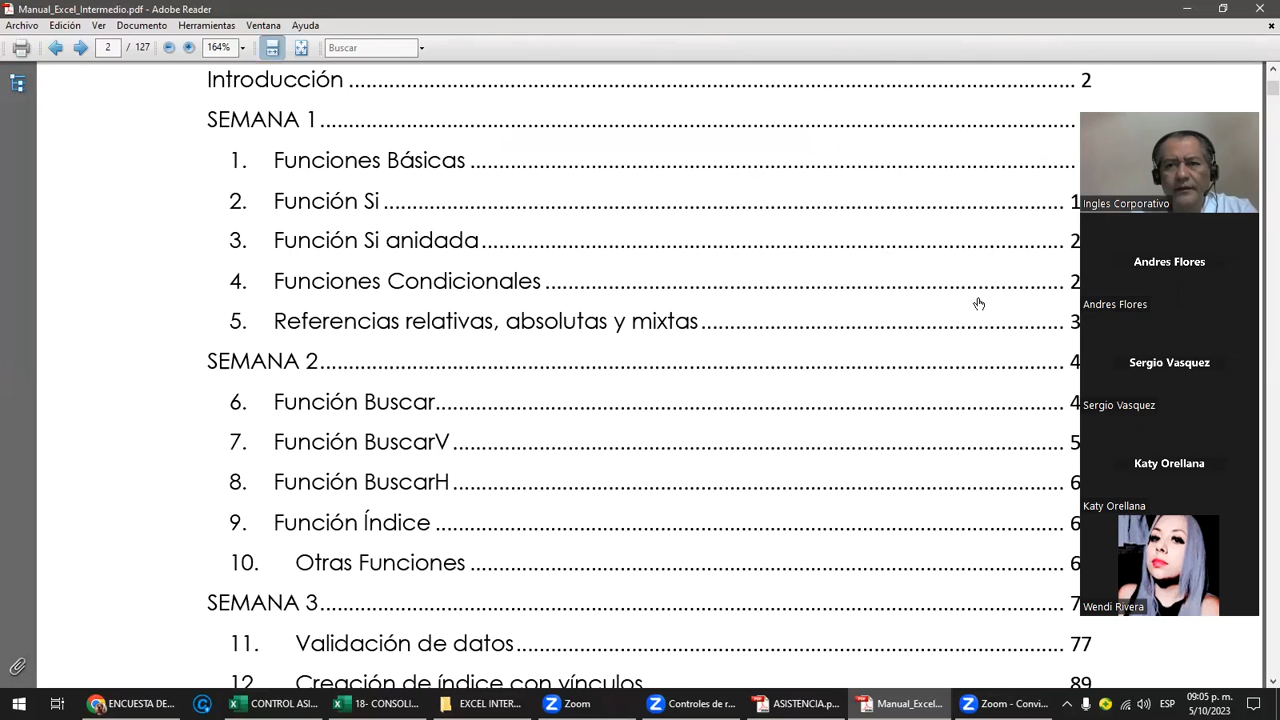 Manual_Excel_Intermedio.pdf - Adobe Reader
Archivo Edición Ver Documento Herramientas Ventana Ayuda
2 / 127 164% Buscar
Introducción 2
SEMANA 1
1. Funciones Básicas
2. Función Si 1
3. Función Si anidada 2
4. Funciones Condicionales 2
5. Referencias relativas, absolutas y mixtas 3
SEMANA 2 4
6. Función Buscar 4
7. Función BuscarV 5
8. Función BuscarH 6
9. Función Índice 6
10. Otras Funciones 6
SEMANA 3 7
11. Validación de datos 77
12. Creación de índice con vínculos 89
Ingles Corporativo
Andres Flores
Andres Flores
Sergio Vasquez
Sergio Vasquez
Katy Orellana
Katy Orellana
Wendi Rivera
ENCUESTA DE... CONTROL ASI... 18- CONSOLI... EXCEL INTER... Zoom Controles de r... ASISTENCIA.p... Manual_Excel... Zoom - Convi... ESP 09:05 p. m.
5/10/2023